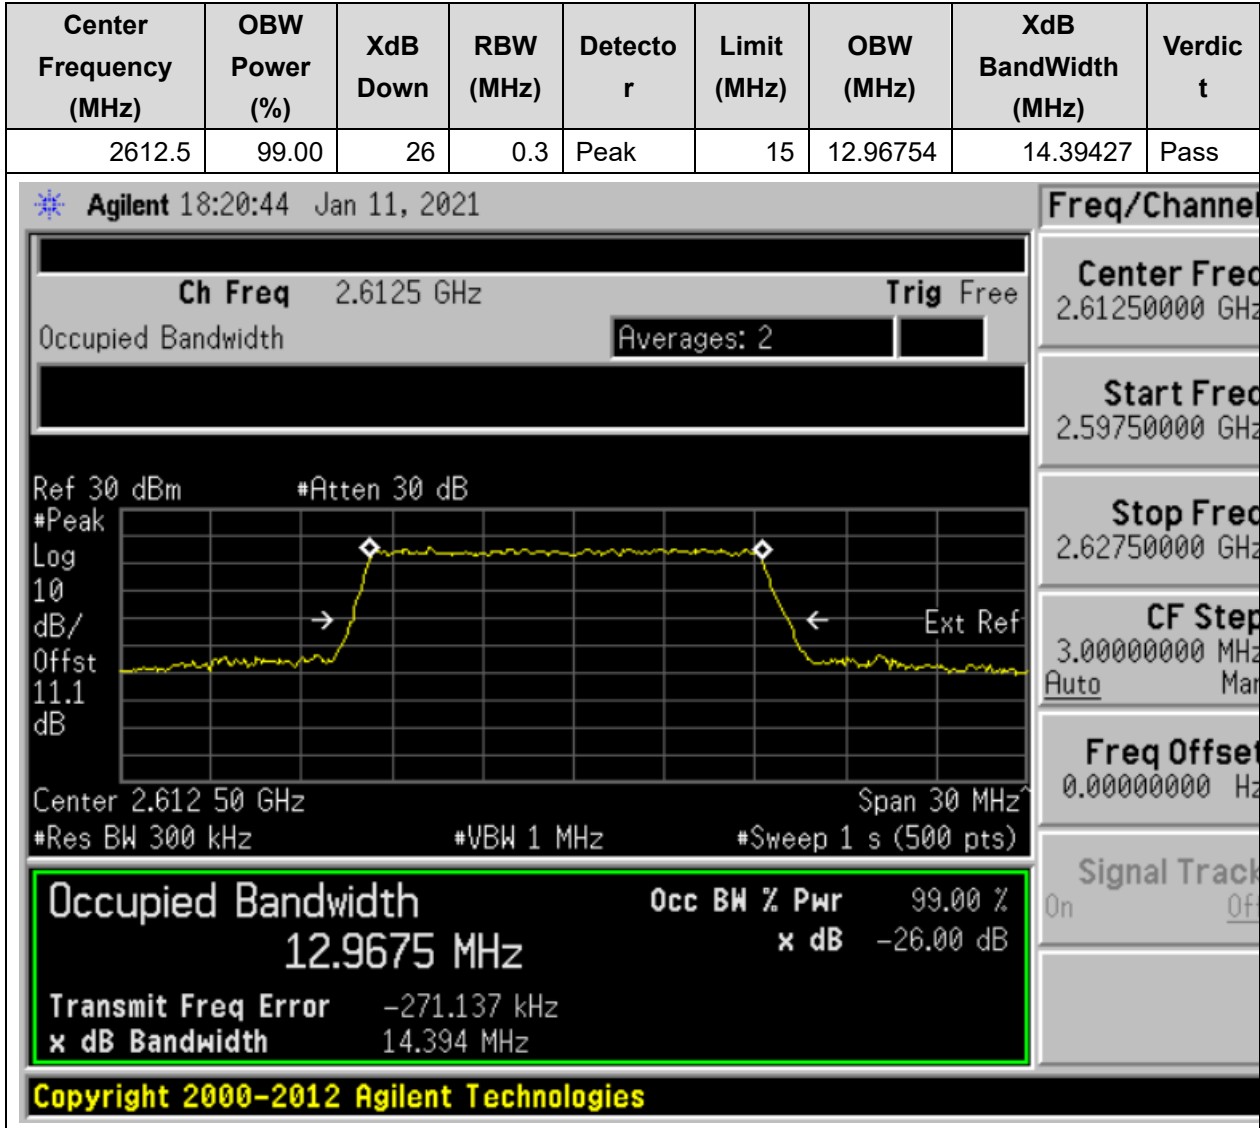 Center Frequency (MHz) OBW Power (%) XdB Down RBW (MHz) Detecto r Limit (MHz) OBW (MHz) XdB BandWidth (MHz) Verdic t
2612.5 99.00 26 0.3 Peak 15 12.96754 14.39427 Pass
Agilent 18:20:44 Jan 11, 2021
Ch Freq 2.6125 GHz Trig Free
Occupied Bandwidth Averages: 2
Ref 30 dBm #Atten 30 dB
#Peak
Log
10
dB/
Offst
11.1
dB
Ext Ref
Center 2.612 50 GHz Span 30 MHz^
#Res BW 300 kHz #VBW 1 MHz #Sweep 1 s (500 pts)
Occupied Bandwidth Occ BW % Pwr 99.00 %
12.9675 MHz x dB -26.00 dB
Transmit Freq Error -271.137 kHz
x dB Bandwidth 14.394 MHz
Copyright 2000-2012 Agilent Technologies
Freq/Channel
Center Freq
2.61250000 GHz
Start Freq
2.59750000 GHz
Stop Freq
2.62750000 GHz
CF Step
3.00000000 MHz
Auto Man
Freq Offset
0.00000000 Hz
Signal Track
On Off